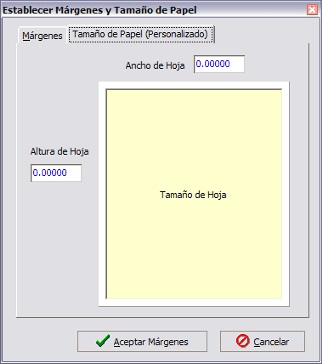 Establecer Márgenes y Tamaño de Papel
Márgenes
Tamaño de Papel (Personalizado)
Ancho de Hoja 0.00000
Altura de Hoja
0.00000
Tamaño de Hoja
Aceptar Márgenes
Cancelar